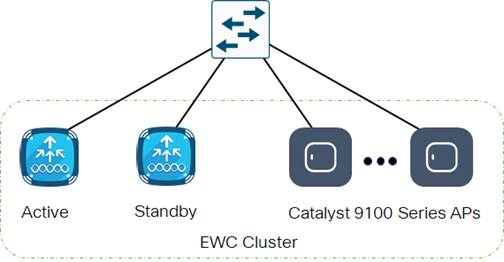 Active
Standby
Catalyst 9100 Series APs
EWC Cluster